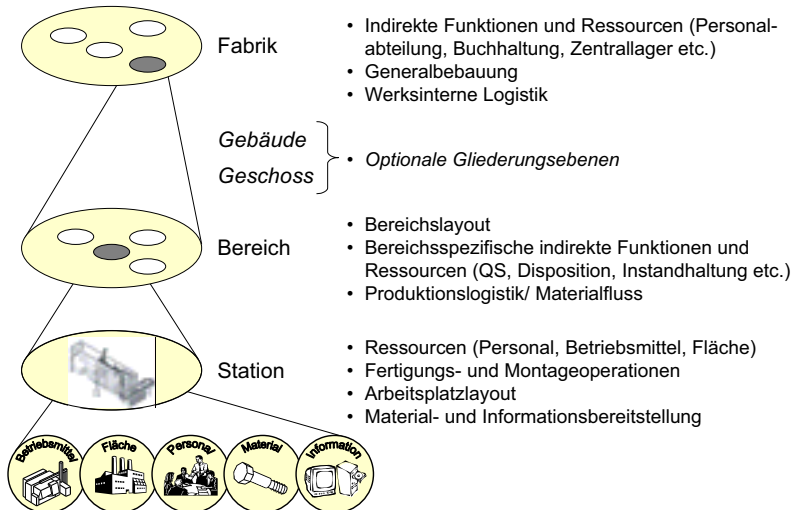 Fabrik
• Indirekte Funktionen und Ressourcen (Personal-
abteilung, Buchhaltung, Zentrallager etc.)
• Generalbebauung
• Werksinterne Logistik
Gebäude
Geschoss
• Optionale Gliederungsebenen
Bereich
• Bereichslayout
• Bereichsspezifische indirekte Funktionen und
Ressourcen (QS, Disposition, Instandhaltung etc.)
• Produktionslogistik/ Materialfluss
Station
• Ressourcen (Personal, Betriebsmittel, Fläche)
• Fertigungs- und Montageoperationen
• Arbeitsplatzlayout
• Material- und Informationsbereitstellung
Betriebsmittel
Fläche
Personal
Material
Information